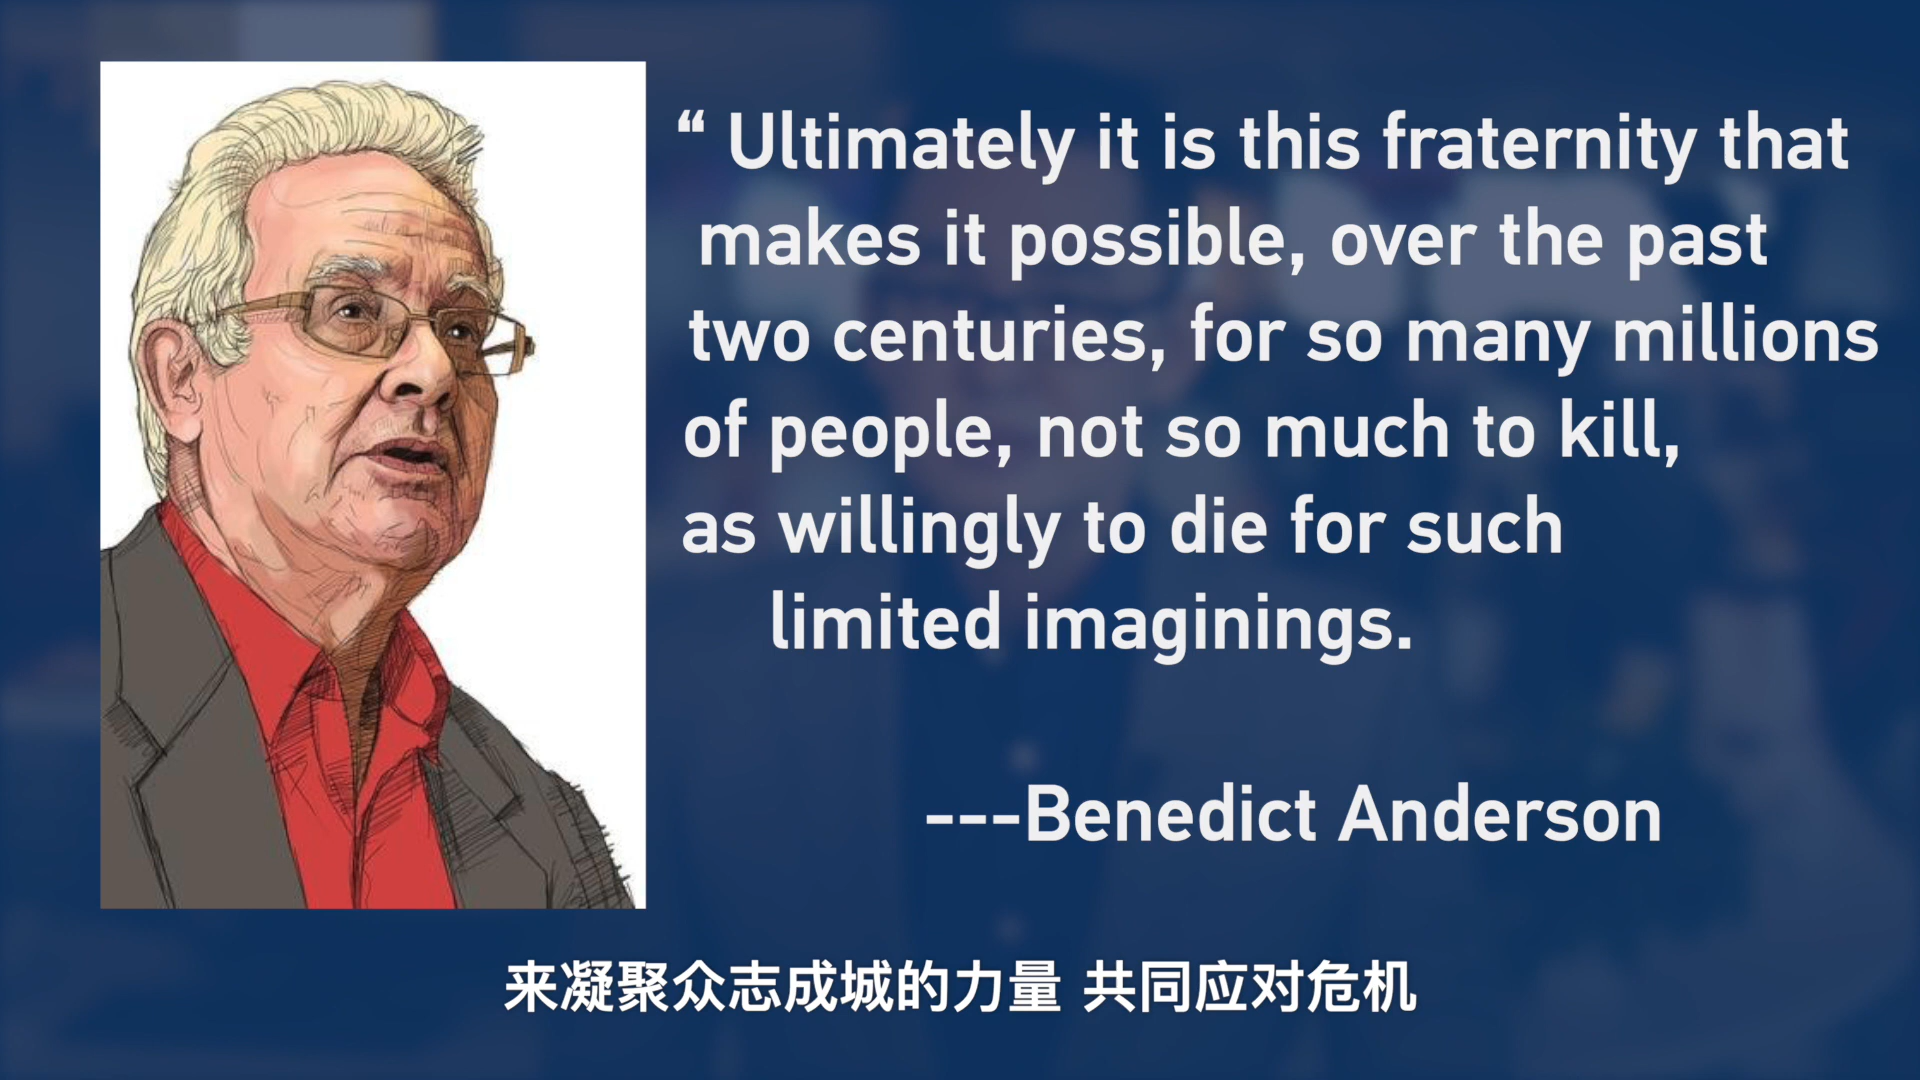 “ Ultimately it is this fraternity that
makes it possible, over the past
two centuries, for so many millions
of people, not so much to kill,
as willingly to die for such
limited imaginings.
---Benedict Anderson
来凝聚众志成城的力量 共同应对危机